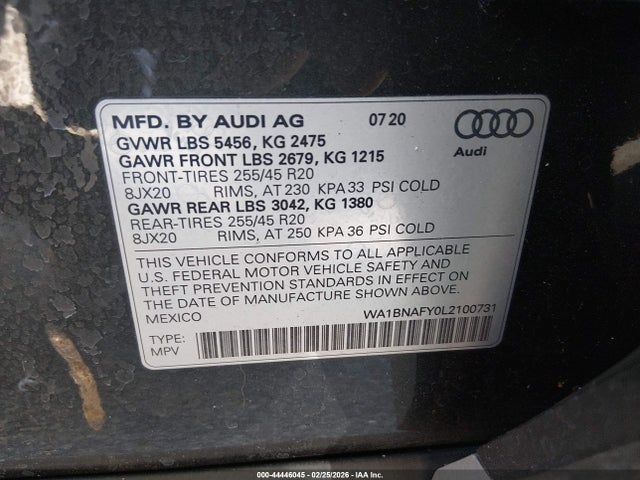 MFD. BY AUDI AG 07 20
GVWR LBS 5456, KG 2475
GAWR FRONT LBS 2679, KG 1215
FRONT-TIRES 255/45 R20
8JX20 RIMS, AT 230 KPA 33 PSI COLD
GAWR REAR LBS 3042, KG 1380
REAR-TIRES 255/45 R20
8JX20 RIMS, AT 250 KPA 36 PSI COLD
Audi
THIS VEHICLE CONFORMS TO ALL APPLICABLE
U.S. FEDERAL MOTOR VEHICLE SAFETY AND
THEFT PREVENTION STANDARDS IN EFFECT ON
THE DATE OF MANUFACTURE SHOWN ABOVE.
MEXICO WA1BNAFY0L2100731
TYPE:
MPV
000-44446045 - 02/25/2026 - IAA Inc.